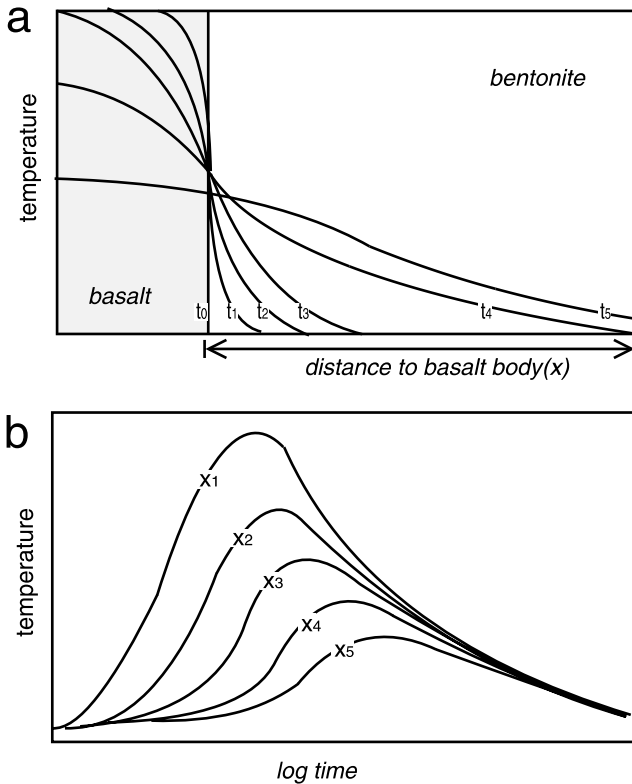 a
temperature
bentonite
basalt
t0 t1 t2 t3 t4 t5
distance to basalt body(x)
b
temperature
x1
x2
x3
x4
x5
log time